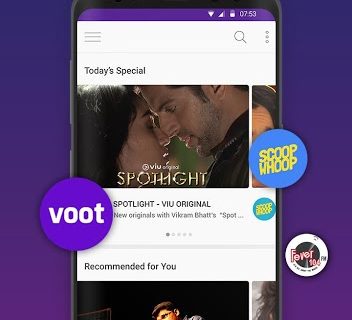 07:53
Today's Special
viu original
SPOTLIGHT
SCOOP
WHOOP
SPOTLIGHT - VIU ORIGINAL
SCOOP
WHOOP
New originals with Vikram Bhatt's "Spot ...
voot
Fever
104
FM
Recommended for You